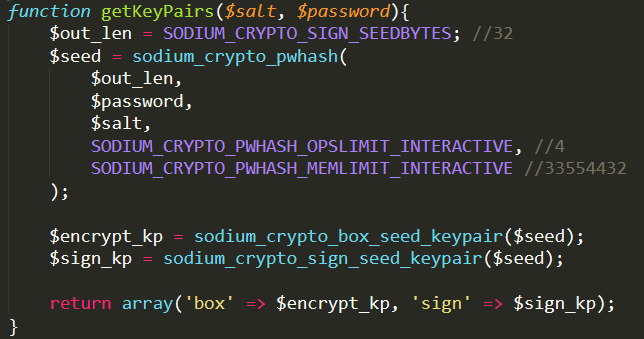 function getKeyPairs($salt, $password){
    $out_len = SODIUM_CRYPTO_SIGN_SEEDBYTES; //32
    $seed = sodium_crypto_pwhash(
        $out_len,
        $password,
        $salt,
        SODIUM_CRYPTO_PWHASH_OPSLIMIT_INTERACTIVE, //4
        SODIUM_CRYPTO_PWHASH_MEMLIMIT_INTERACTIVE //33554432
    );
    $encrypt_kp = sodium_crypto_box_seed_keypair($seed);
    $sign_kp = sodium_crypto_sign_seed_keypair($seed);
    return array('box' => $encrypt_kp, 'sign' => $sign_kp);
}